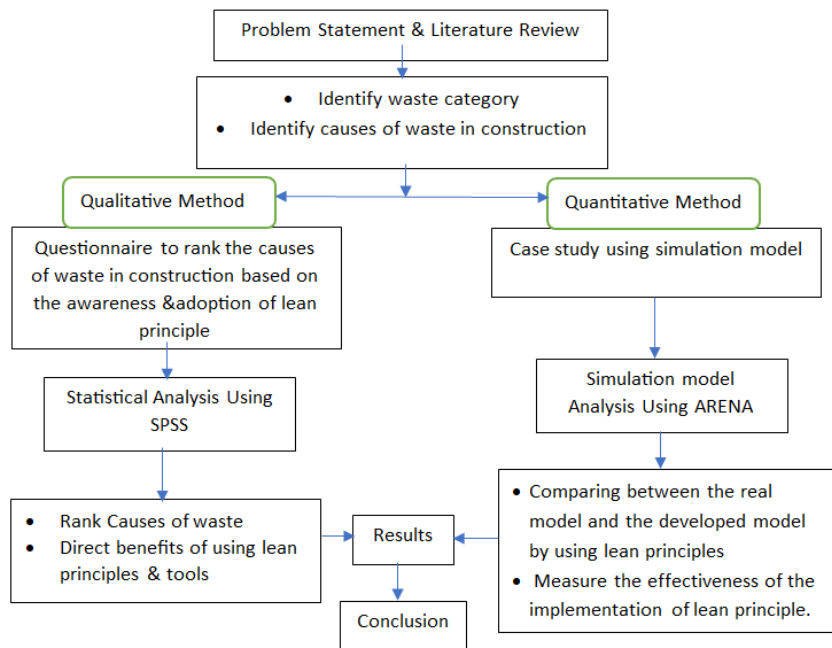 Problem Statement & Literature Review
• Identify waste category
• Identify causes of waste in construction
Qualitative Method
Quantitative Method
Questionnaire to rank the causes
of waste in construction based on
the awareness &adoption of lean
principle
Case study using simulation model
Statistical Analysis Using
SPSS
Simulation model
Analysis Using ARENA
• Rank Causes of waste
• Direct benefits of using lean
principles & tools
Results
• Comparing between the real
model and the developed model
by using lean principles
• Measure the effectiveness of the
implementation of lean principle.
Conclusion